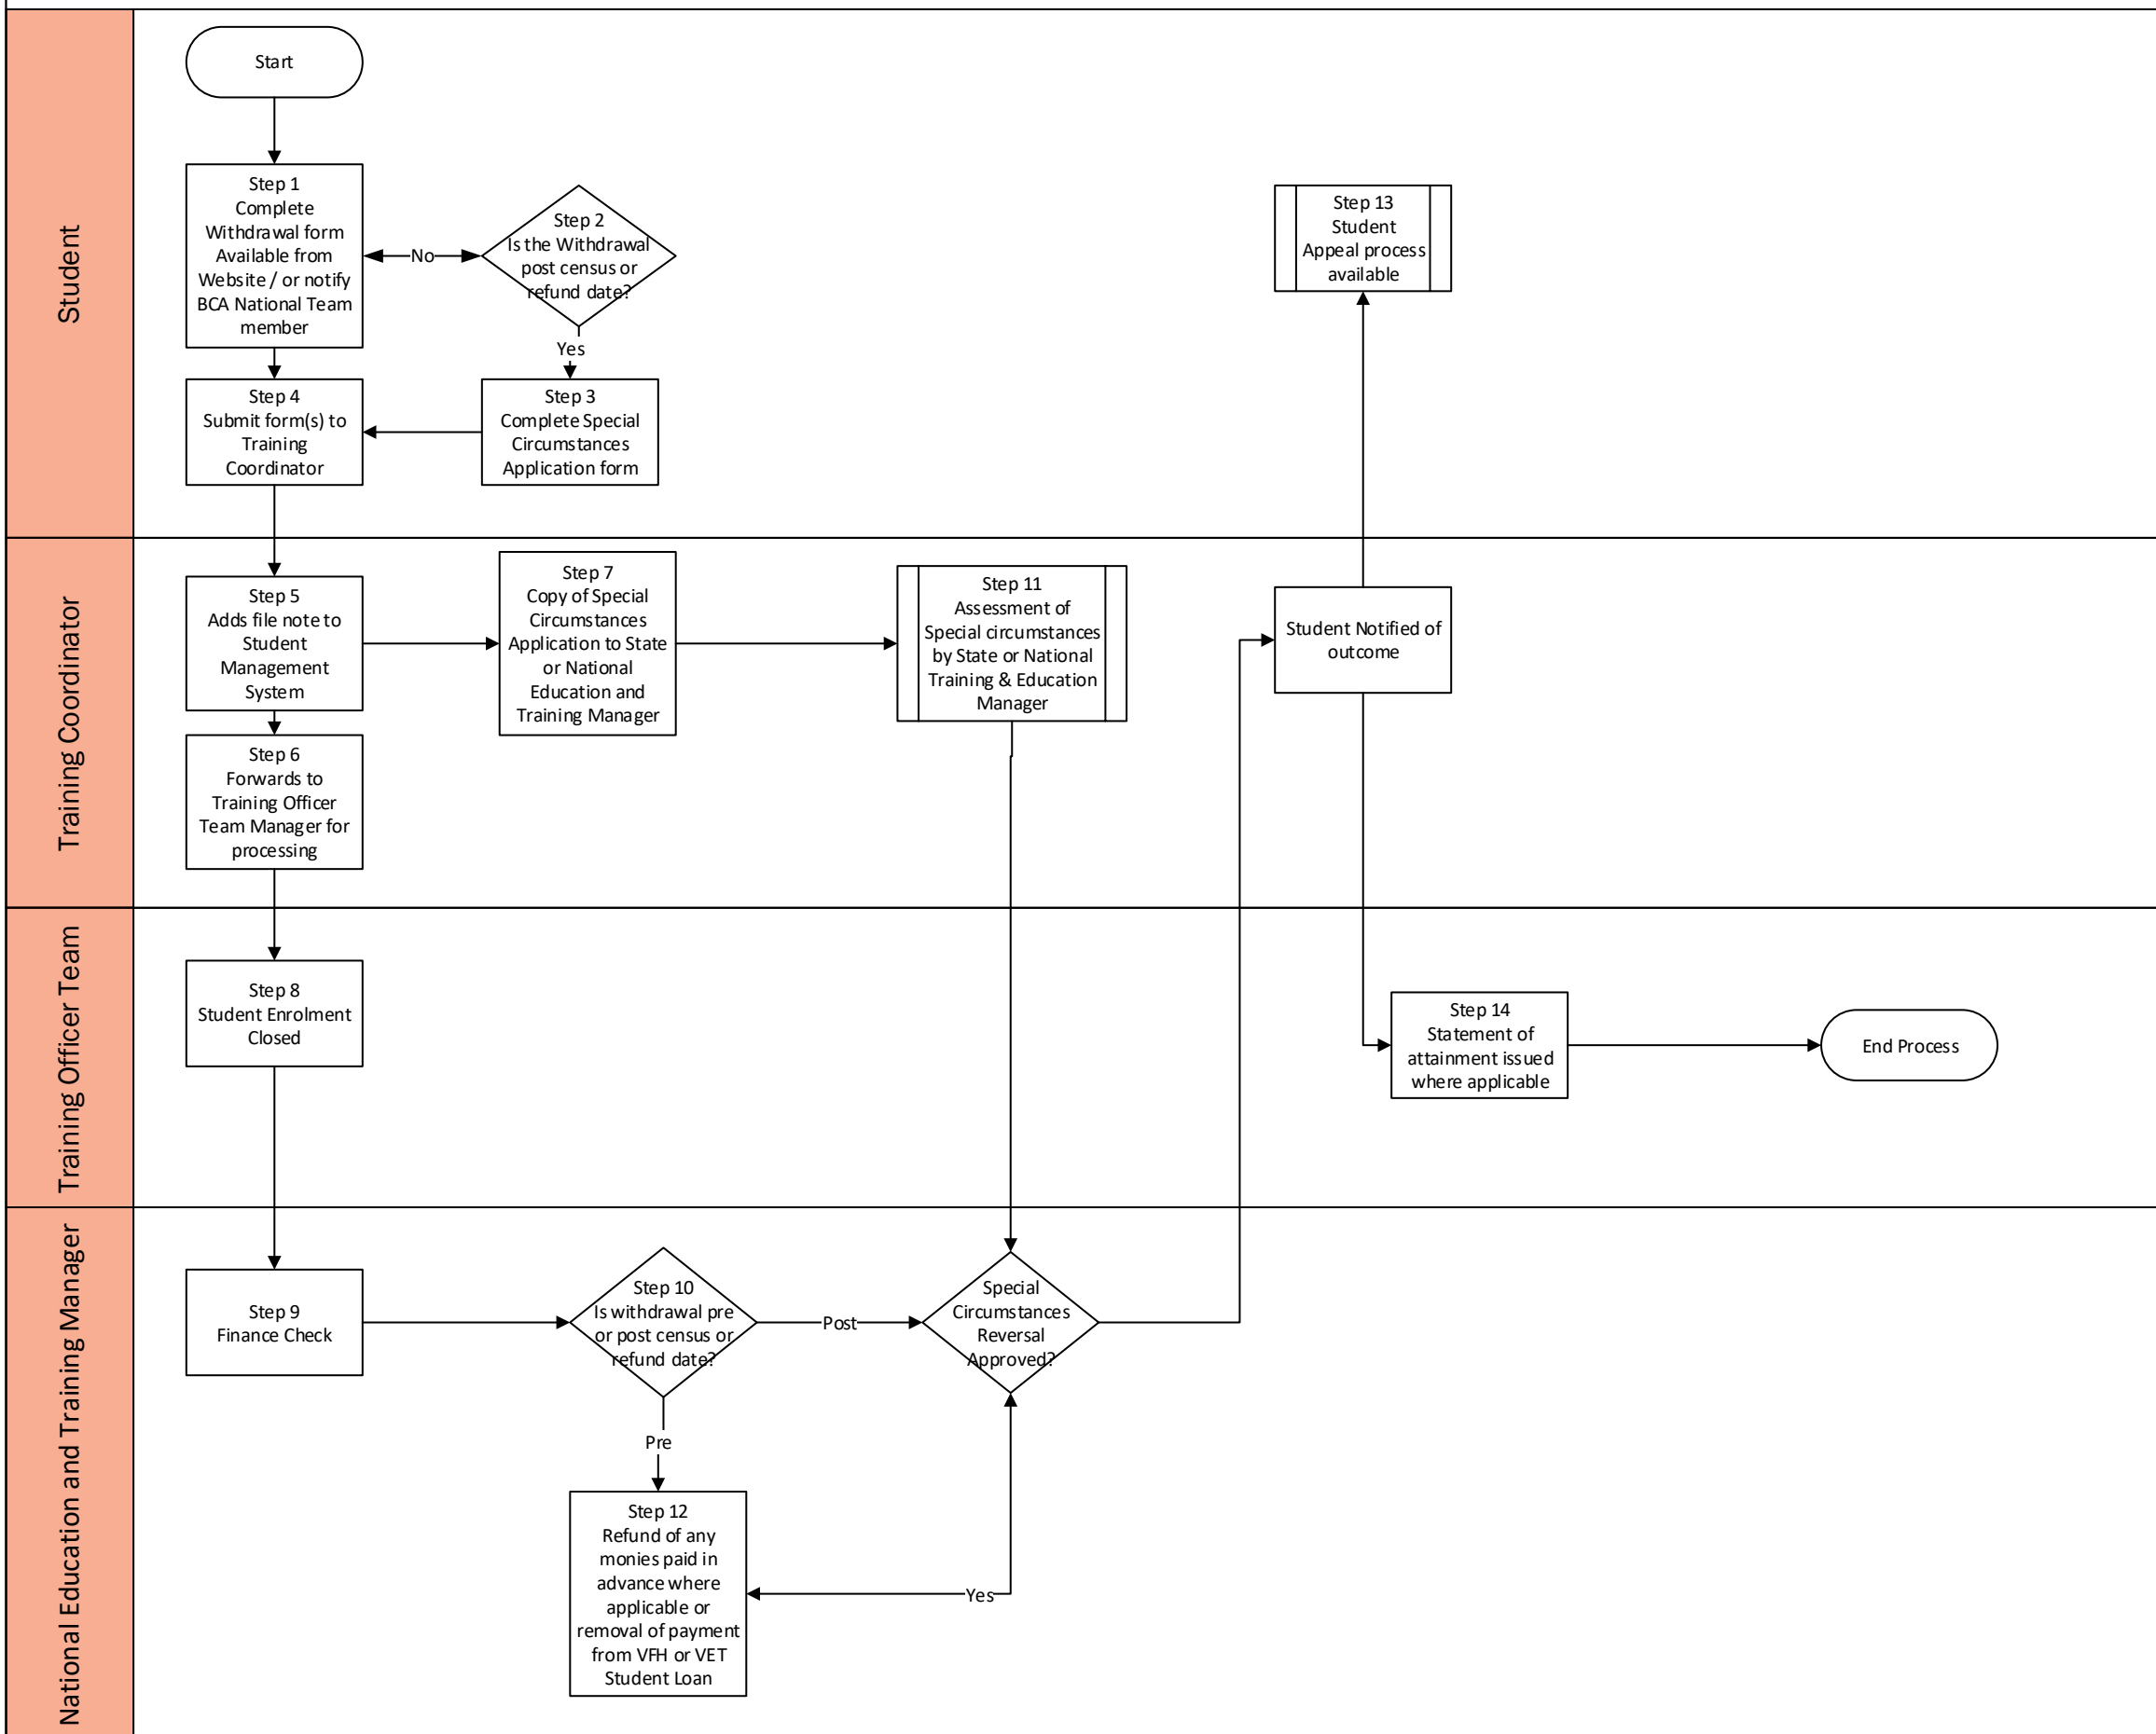 Student
Start
Step 1
Complete
Withdrawal form
Available from
Website / or notify
BCA National Team
member
No
Step 2
Is the Withdrawal
post census or
refund date?
Yes
Step 3
Complete Special
Circumstances
Application form
Step 4
Submit form(s) to
Training
Coordinator
Step 13
Student
Appeal process
available
Training Coordinator
Step 5
Adds file note to
Student
Management
System
Step 6
Forwards to
Training Officer
Team Manager for
processing
Step 7
Copy of Special
Circumstances
Application to State
or National
Education and
Training Manager
Step 11
Assessment of
Special circumstances
by State or National
Training & Education
Manager
Student Notified of
outcome
Training Officer Team
Step 8
Student Enrolment
Closed
Step 14
Statement of
attainment issued
where applicable
End Process
National Education and Training Manager
Step 9
Finance Check
Step 10
Is withdrawal pre
or post census or
refund date?
Post
Special
Circumstances
Reversal
Approved?
Pre
Step 12
Refund of any
monies paid in
advance where
applicable or
removal of payment
from VFH or VET
Student Loan
Yes